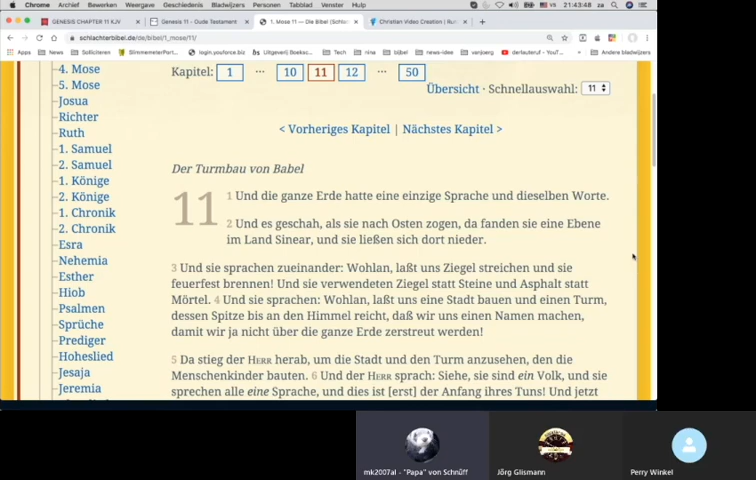 Chrome Archief Bewerken Weergave Geschiedenis Bladwijzers Personen Tabblad Venster Help
21:43:48 za
GENESIS CHAPTER 11 KJV
Genesis 11 - Oude Testament
1. Mose 11 — Die Bibel (Schlac
Christian Video Creation | Run
schlachterbibel.de/de/bibel/1_mose/11/
Apps News Solliciteren SlimmemeterPortal login.youforce.biz Uitgeverij Boeken Tech nina bijbel news-idee vanjoerg derlauteruf - Yo Andere bladwijzers
4. Mose
5. Mose
Josua
Richter
Ruth
1. Samuel
2. Samuel
1. Könige
2. Könige
1. Chronik
2. Chronik
Esra
Nehemia
Esther
Hiob
Psalmen
Sprüche
Prediger
Hoheslied
Jesaja
Jeremia
Kapitel: 1 ... 10 11 12 ... 50
Übersicht · Schnellauswahl: 11
< Vorheriges Kapitel | Nächstes Kapitel >
Der Turmbau von Babel
11 1 Und die ganze Erde hatte eine einzige Sprache und dieselben Worte.
2 Und es geschah, als sie nach Osten zogen, da fanden sie eine Ebene
im Land Sinear, und sie ließen sich dort nieder.
3 Und sie sprachen zueinander: Wohlan, laßt uns Ziegel streichen und sie
feuerfest brennen! Und sie verwendeten Ziegel statt Steine und Asphalt statt
Mörtel. 4 Und sie sprachen: Wohlan, laßt uns eine Stadt bauen und einen Turm,
dessen Spitze bis an den Himmel reicht, daß wir uns einen Namen machen,
damit wir ja nicht über die ganze Erde zerstreut werden!
5 Da stieg der HERR herab, um die Stadt und den Turm anzusehen, den die
Menschenkinder bauten. 6 Und der HERR sprach: Siehe, sie sind ein Volk, und sie
sprechen alle eine Sprache, und dies ist [erst] der Anfang ihres Tuns! Und jetzt
mk2007al - "Papa" von Schnüff
Jörg Glismann
Perry Winkel